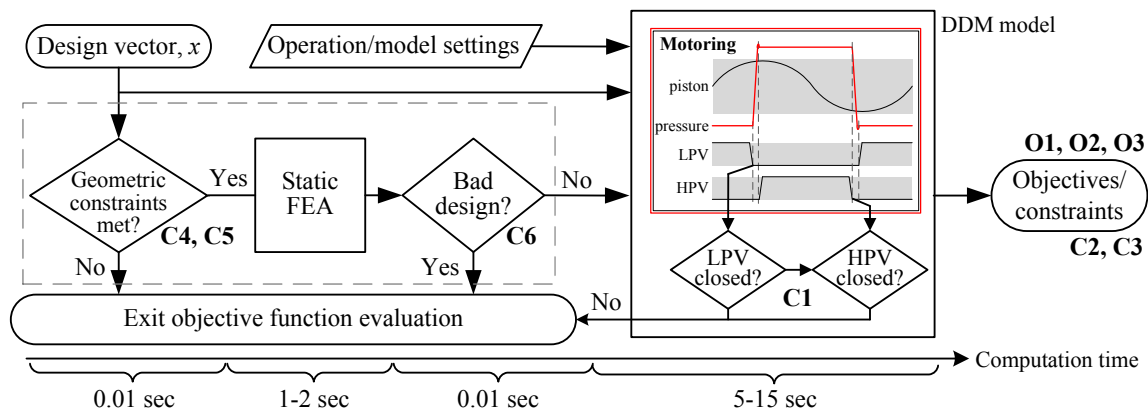 Design vector, x
Operation/model settings
DDM model
Motoring
piston
pressure
LPV
HPV
Geometric
constraints
met?
Yes
C4, C5
No
Static
FEA
Bad
design?
No
C6
Yes
LPV
closed?
HPV
closed?
C1
No
O1, O2, O3
Objectives/
constraints
C2, C3
Exit objective function evaluation
Computation time
0.01 sec
1-2 sec
0.01 sec
5-15 sec